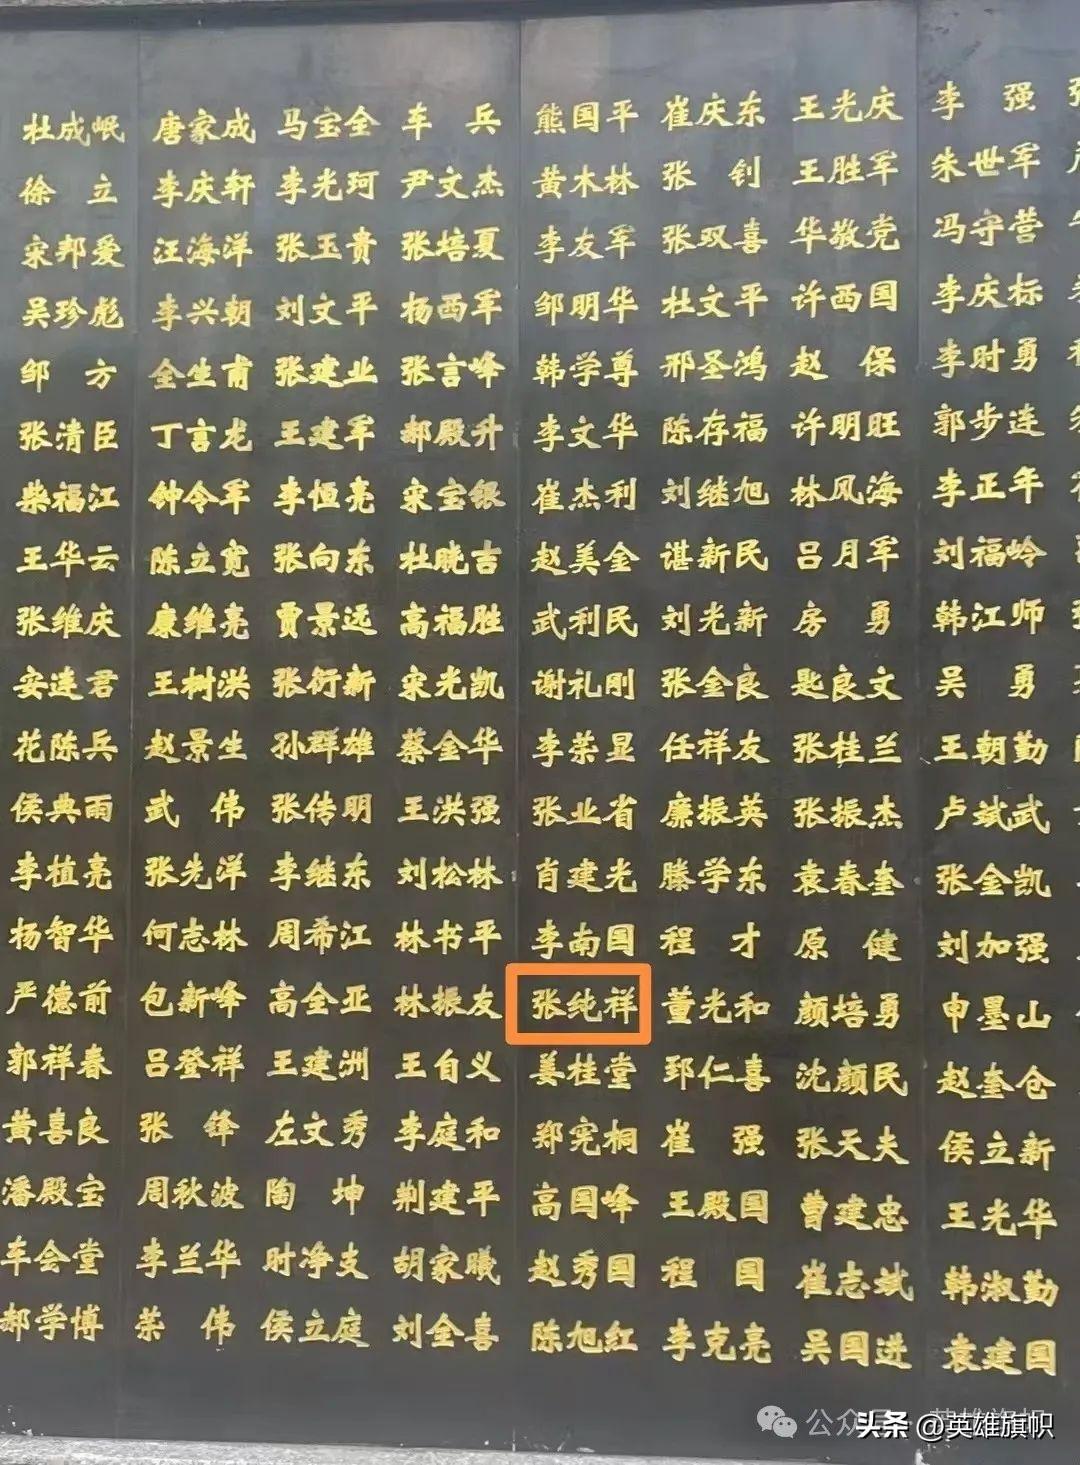 杜成岷 唐家成 马宝全 车兵 熊国平 崔庆东 王光庆 李强
徐立 李庆轩 李光珂 尹文杰 黄木林 张钊 王胜军 朱世军
宋邦爱 汪海洋 张玉贵 张培夏 李友军 张双喜 华敬党 冯守营
吴珍彪 李兴朝 刘文平 杨西军 邹明华 杜文平 许西国 李庆标
邹方 全生甫 张建业 张言峰 韩学尊 邢圣鸿 赵保 李时勇
张清臣 丁言龙 王建军 郝殿升 李文华 陈存福 许明旺 郭步连
柴福江 钟令军 李恒亮 宋宝银 崔杰利 刘继旭 林风海 李正年
王华云 陈立宽 张向东 杜晓吉 赵美金 谌新民 吕月军 刘福岭
张维庆 康维亮 贾景远 高福胜 武利民 刘光新 房勇 韩江师
安连君 王树洪 张衍新 宋光凯 谢礼刚 张金良 匙良文 吴勇
花陈兵 赵景生 孙群雄 蔡金华 李荣显 任祥友 张桂兰 王朝勤
侯典雨 武伟 张传明 王洪强 张业省 廉振英 张振杰 卢斌武
李植亮 张先洋 李继东 刘松林 肖建光 滕学东 袁春奎 张金凯
杨智华 何志林 周希江 林书平 李南国 程才 原健 刘加强
严德前 包新峰 高全亚 林振友 张纯祥 董光和 颜培勇 申墨山
郭祥春 吕登祥 王建洲 王自义 姜桂堂 郅仁喜 沈颜民 赵奎仓
黄喜良 张锋 左文秀 李庭和 郑宪桐 崔强 张天夫 侯立新
潘殿宝 周秋波 陶坤 荆建平 高国峰 王殿国 曹建忠 王光华
车会堂 李兰华 时净支 胡家曦 赵秀国 程国 崔志斌 韩淑勤
郝学博 荣伟 侯立庭 刘全喜 陈旭红 李克亮 吴国进 袁建国
头条 @英雄旗帜